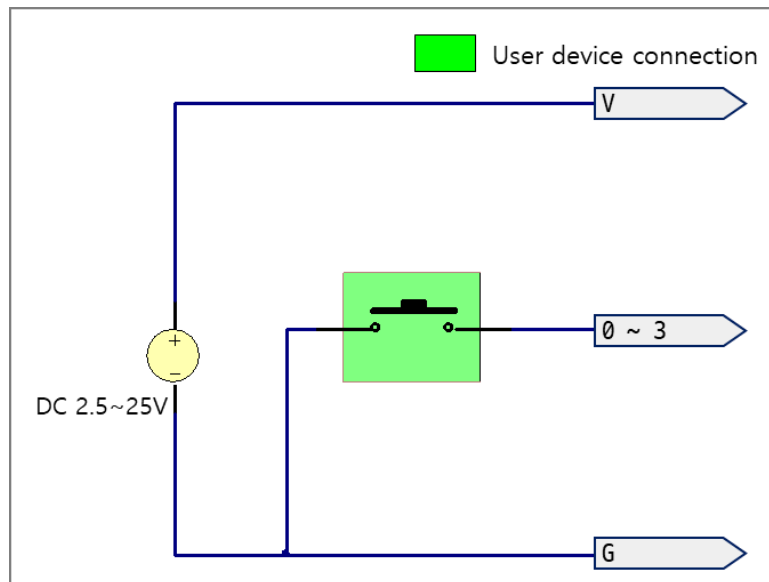 User device connection
V
0 ~ 3
+
−
DC 2.5~25V
G